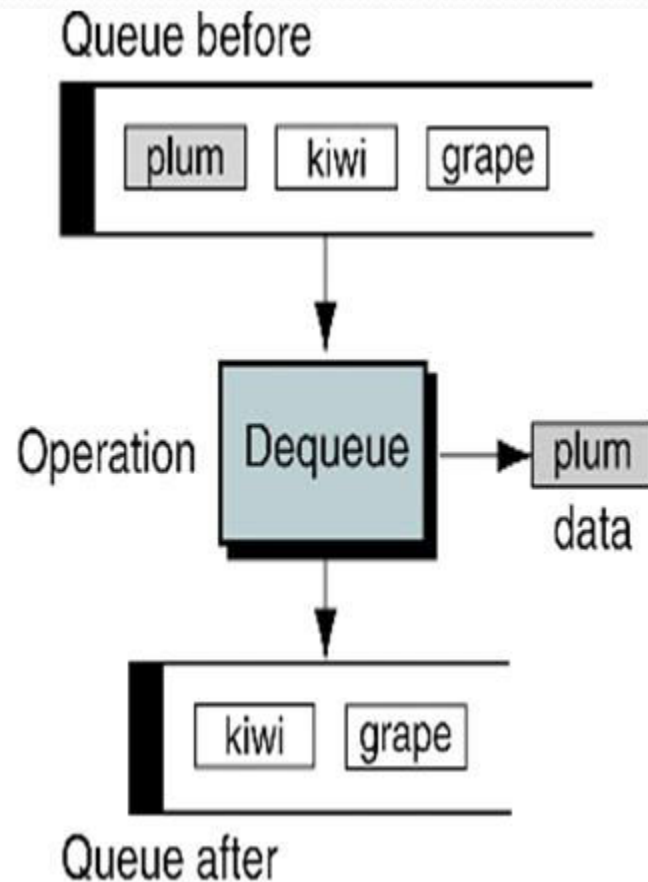 Queue before
plum kiwi grape
Operation Dequeue plum
data
kiwi grape
Queue after